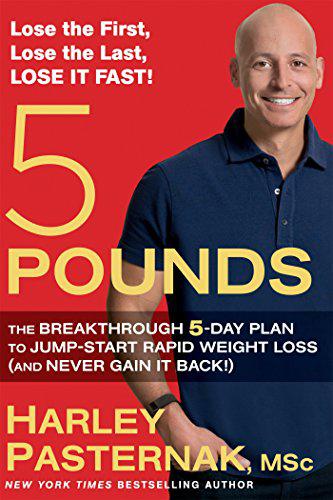 Lose the First,
Lose the Last,
LOSE IT FAST!
5
POUNDS
THE BREAKTHROUGH 5-DAY PLAN
TO JUMP-START RAPID WEIGHT LOSS
(AND NEVER GAIN IT BACK!)
HARLEY
PASTERNAK, MSc
NEW YORK TIMES BESTSELLING AUTHOR